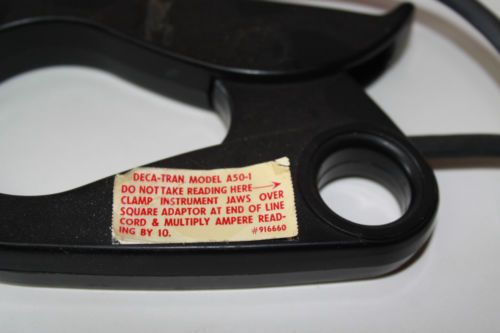 DECA-TRAN MODEL A50-1
DO NOT TAKE READING HERE→
CLAMP INSTRUMENT JAWS OVER
SQUARE ADAPTOR AT END OF LINE
CORD & MULTIPLY AMPERE READ-
ING BY 10. #916660